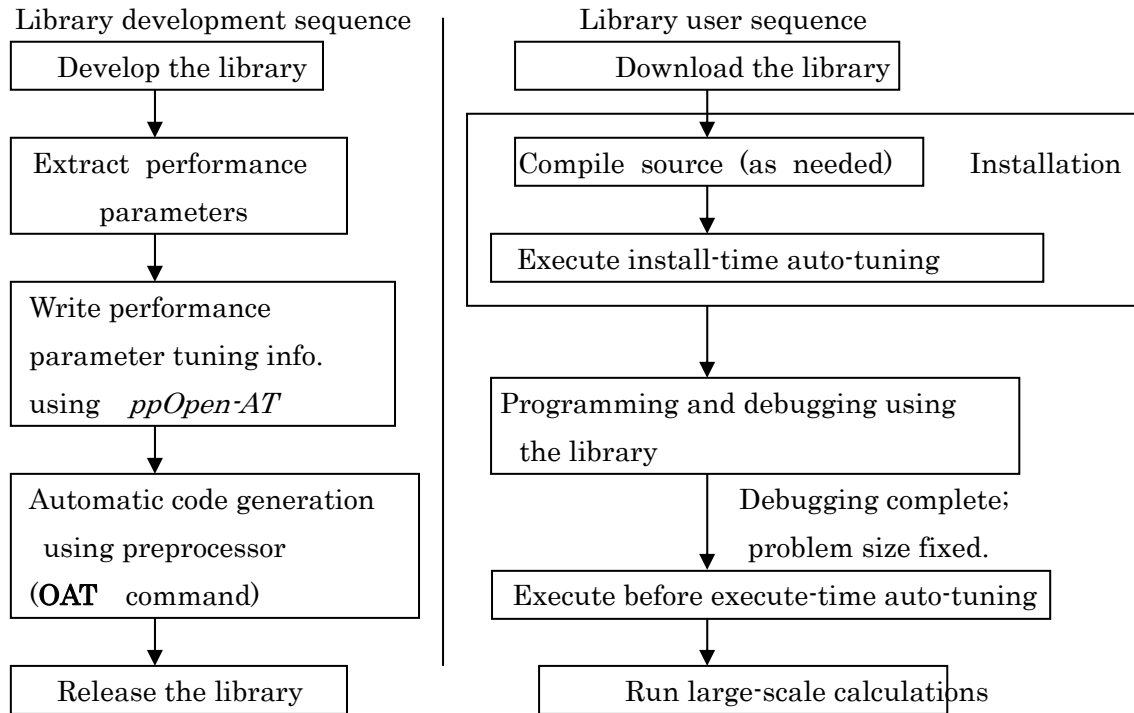 Library development sequence
Develop the library
Extract performance
parameters
Write performance
parameter tuning info.
using ppOpen-AT
Automatic code generation
using preprocessor
(OAT command)
Release the library
Library user sequence
Download the library
Compile source (as needed)
Installation
Execute install-time auto-tuning
Programming and debugging using
the library
Debugging complete;
problem size fixed.
Execute before execute-time auto-tuning
Run large-scale calculations